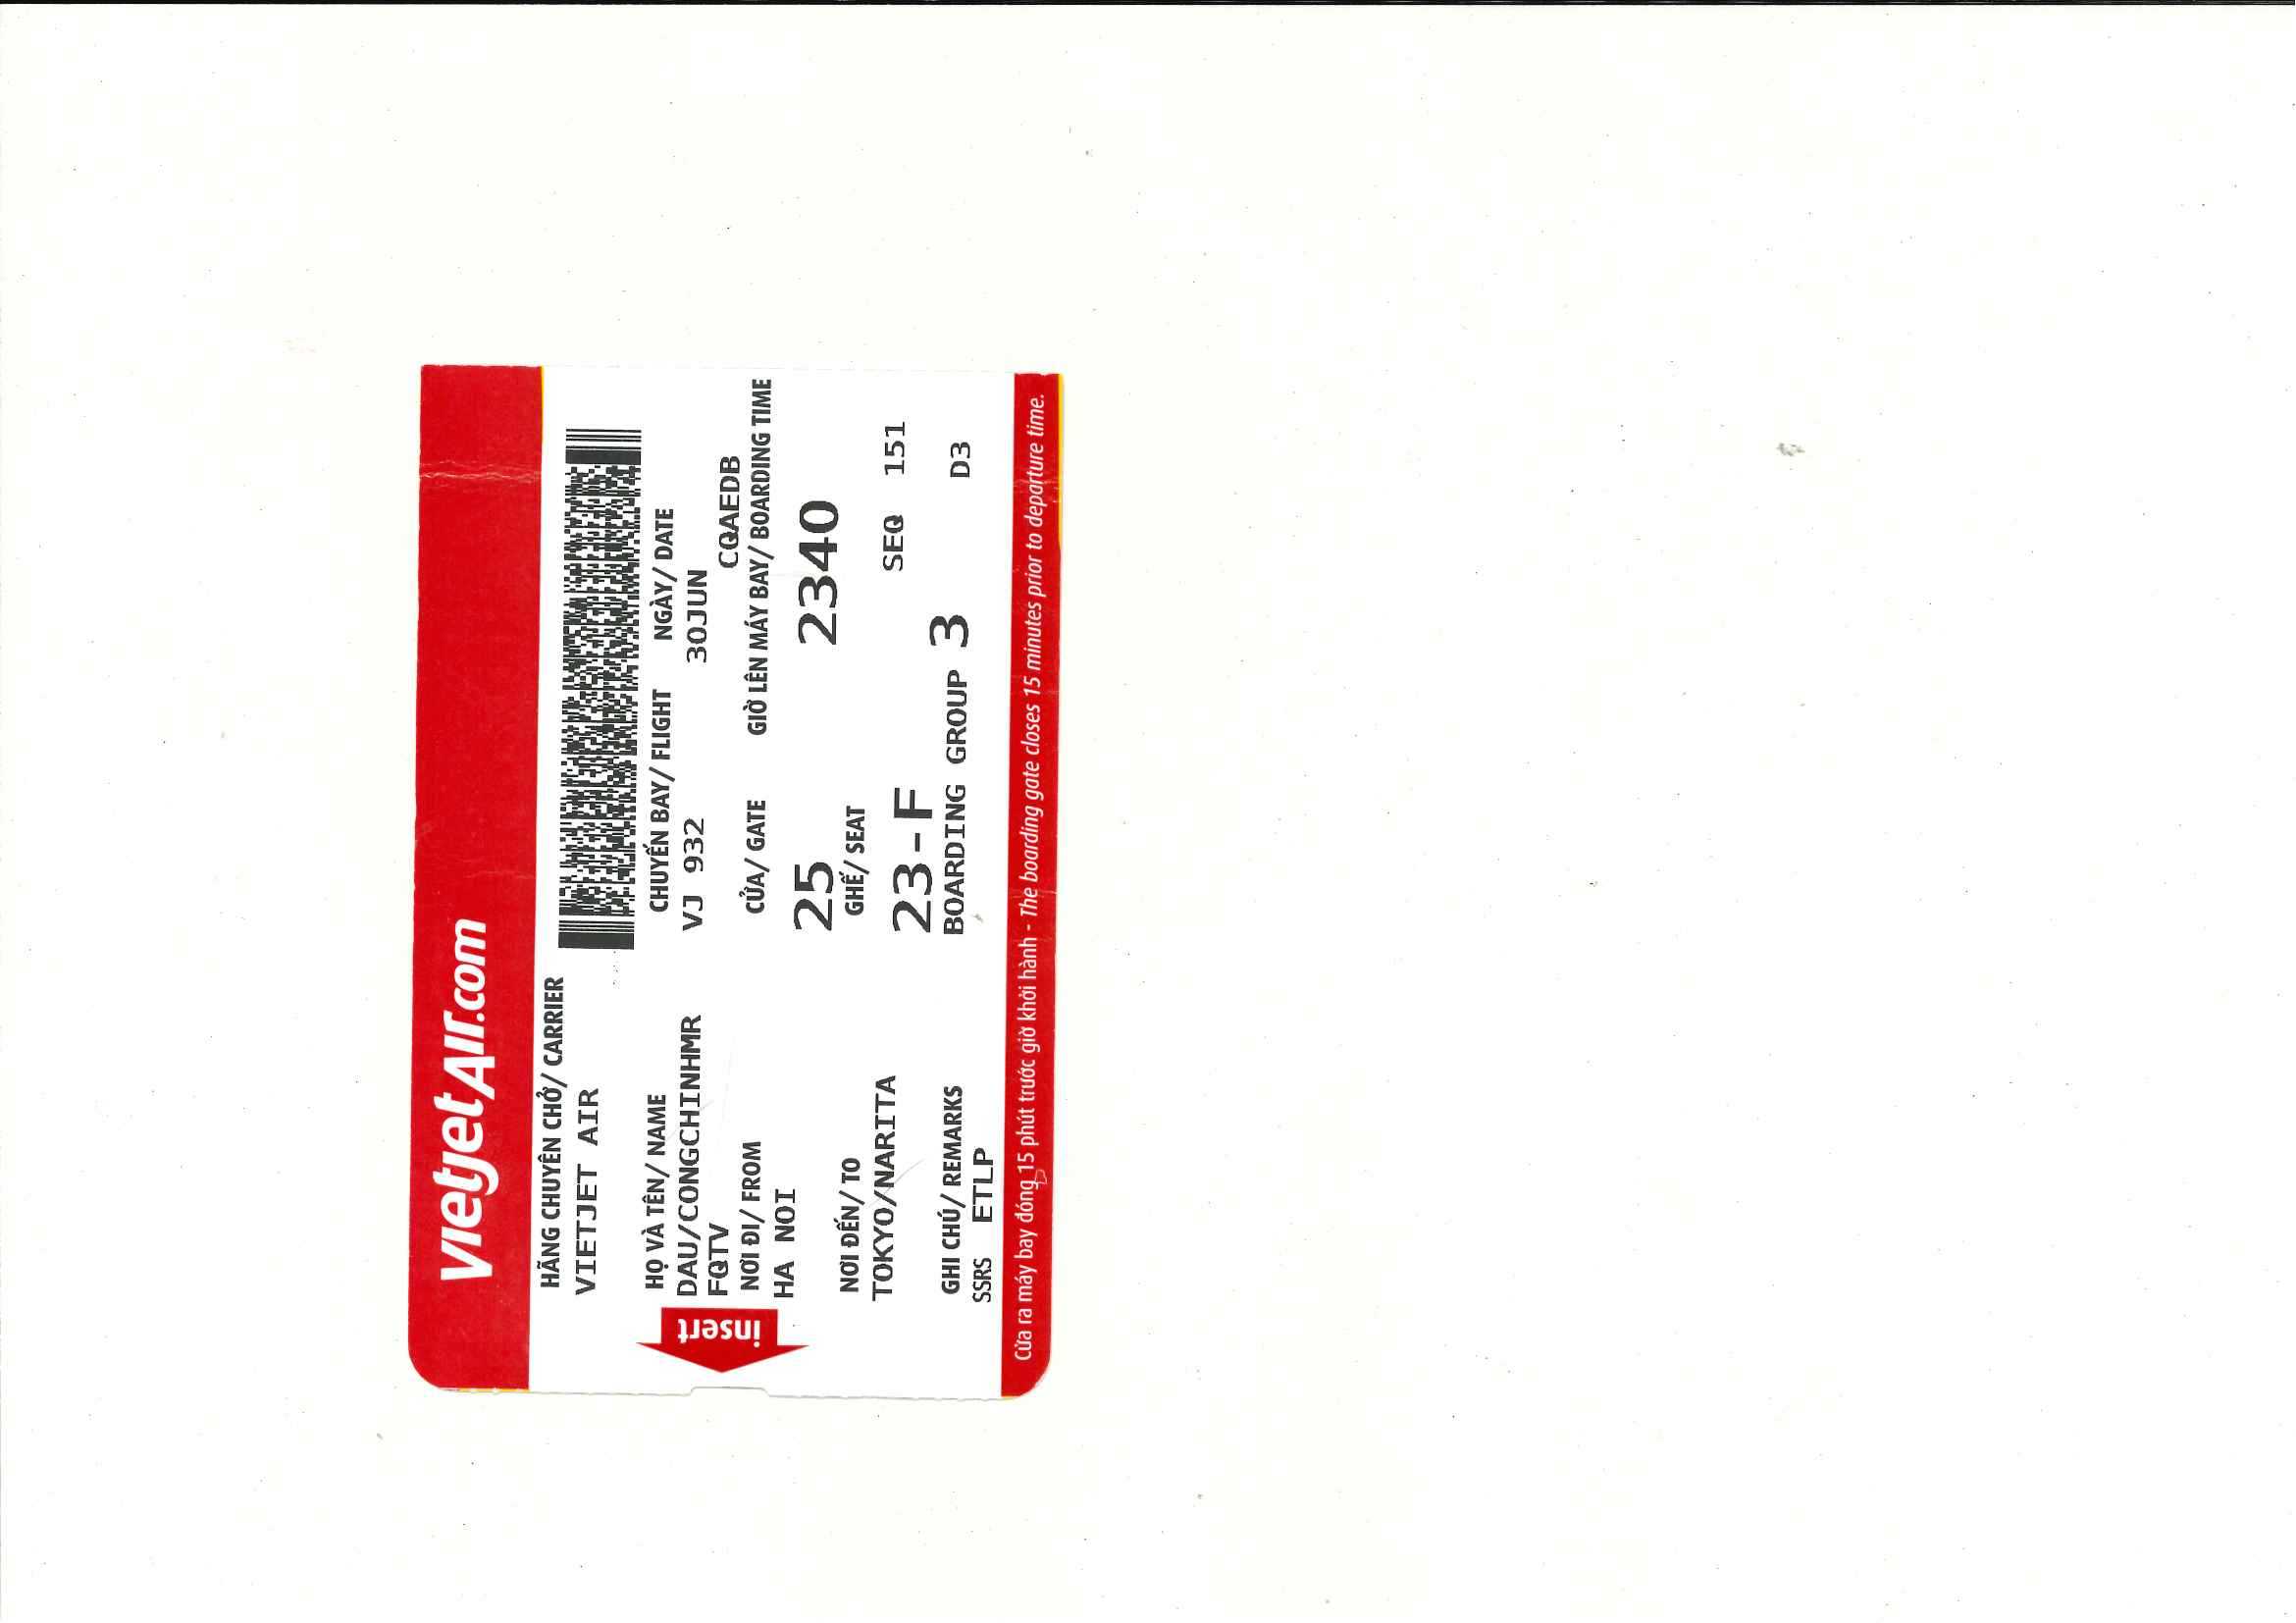 vietjetAir.com
HÃNG CHUYÊN CHỞ/ CARRIER
VIETJET AIR
HỌ VÀ TÊN/ NAME
DAU/CONGCHINHMR
FQTV
NƠI ĐI/ FROM
HA NOI
NƠI ĐẾN/ TO
TOKYO/NARITA
GHI CHÚ/ REMARKS
SSRS ETLP
insert
CHUYẾN BAY/ FLIGHT NGÀY/ DATE
VJ 932 30JUN
CQAEDB
CỬA/ GATE GIỜ LÊN MÁY BAY/ BOARDING TIME
25 2340
GHẾ/ SEAT
23-F SEQ 151
BOARDING GROUP 3 D3
Cửa ra máy bay đóng 15 phút trước giờ khởi hành - The boarding gate closes 15 minutes prior to departure time.